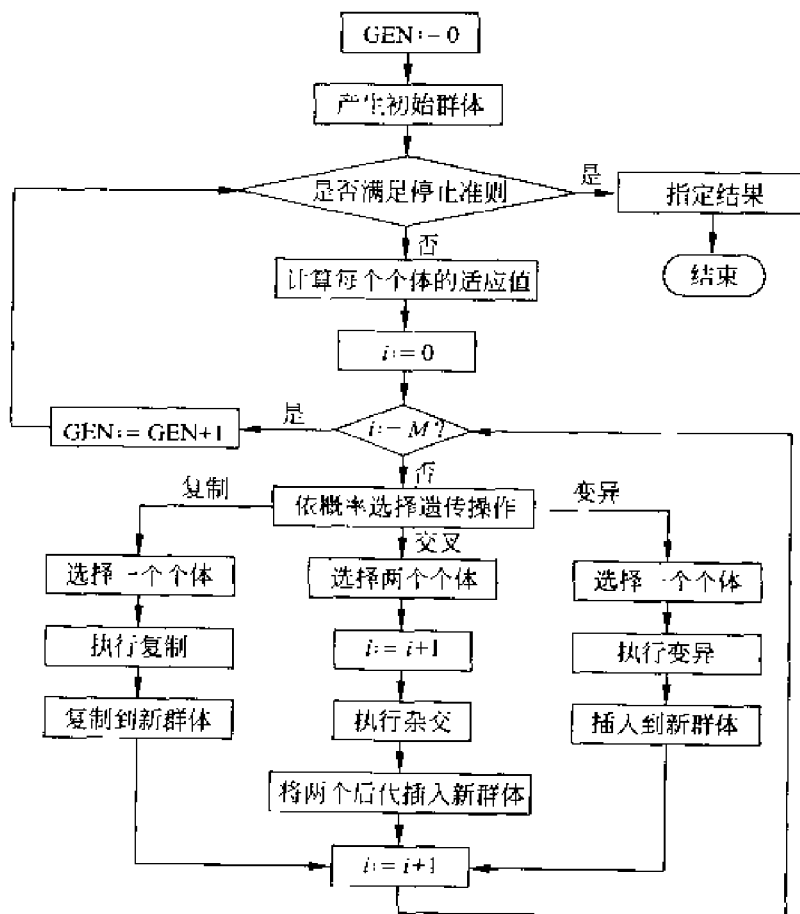 GEN:=0
产生初始群体
是否满足停止准则
是
指定结果
否
结束
计算每个个体的适应值
i:=0
GEN:=GEN+1
是
i:=M?
否
复制
依概率选择遗传操作
变异
交叉
选择一个个体
选择两个个体
选择一个个体
执行复制
i:=i+1
执行变异
复制到新群体
执行杂交
插入到新群体
将两个后代插入新群体
i:=i+1